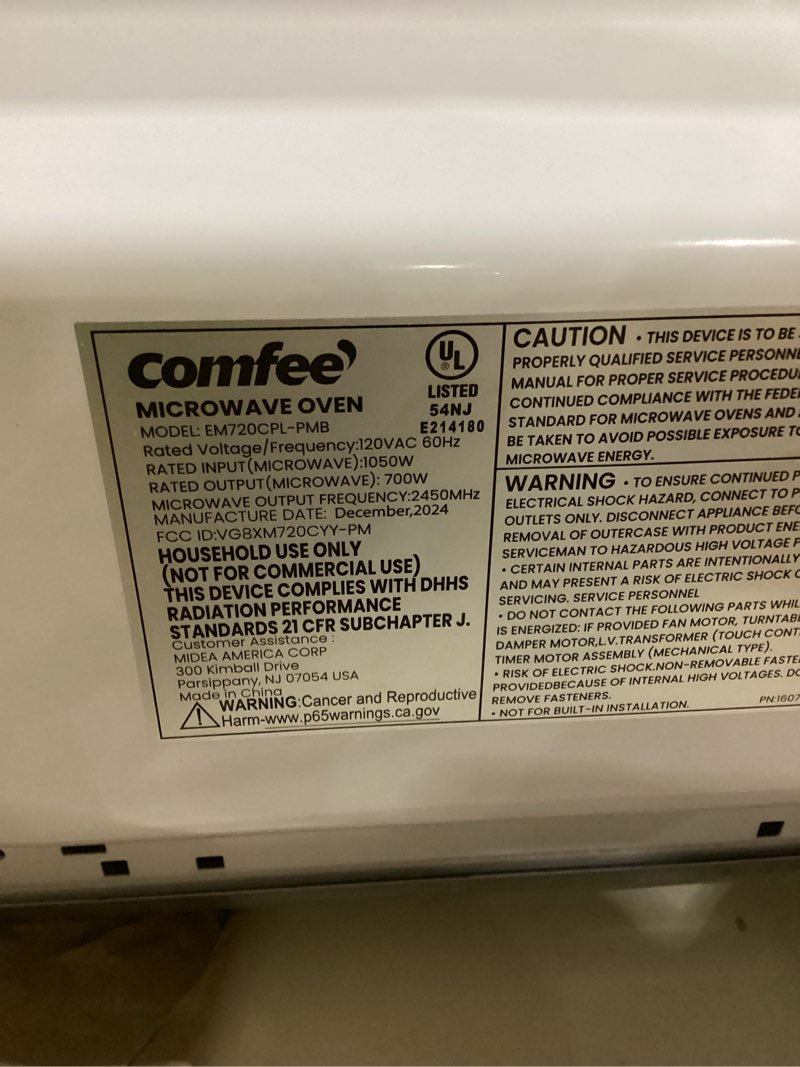 comfee'
UL
®
LISTED
54NJ
E214180
MICROWAVE OVEN
MODEL: EM720CPL-PMB
Rated Voltage/Frequency:120VAC 60Hz
RATED INPUT(MICROWAVE):1050W
RATED OUTPUT(MICROWAVE): 700W
MICROWAVE OUTPUT FREQUENCY:2450MHz
MANUFACTURE DATE: December,2024
FCC ID:VG8XM720CYY-PM
HOUSEHOLD USE ONLY
(NOT FOR COMMERCIAL USE)
THIS DEVICE COMPLIES WITH DHHS
RADIATION PERFORMANCE
STANDARDS 21 CFR SUBCHAPTER J.
Customer Assistance :
MIDEA AMERICA CORP
300 Kimball Drive
Parsippany, NJ 07054 USA
Made in China
WARNING:Cancer and Reproductive
Harm-www.p65warnings.ca.gov
CAUTION • THIS DEVICE IS TO BE
PROPERLY QUALIFIED SERVICE
MANUAL FOR PROPER SERVICE
CONTINUED COMPLIANCE WITH THE
STANDARD FOR MICROWAVE OVENS AND
BE TAKEN TO AVOID POSSIBLE EXPOSURE
MICROWAVE ENERGY.
WARNING • TO ENSURE CONTINUED
ELECTRICAL SHOCK HAZARD, CONNECT TO
OUTLETS ONLY. DISCONNECT APPLIANCE
REMOVAL OF OUTERCASE WITH PRODUCT
SERVICEMAN TO HAZARDOUS HIGH VOLTAGE
• CERTAIN INTERNAL PARTS ARE INTENTIONALLY
AND MAY PRESENT A RISK OF ELECTRIC SHOCK
SERVICING. SERVICE PERSONNEL
• DO NOT CONTACT THE FOLLOWING PARTS
IS ENERGIZED: IF PROVIDED FAN MOTOR,
DAMPER MOTOR,L.V.TRANSFORMER (TOUCH
TIMER MOTOR ASSEMBLY (MECHANICAL TYPE).
• RISK OF ELECTRIC SHOCK.NON-REMOVABLE
PROVIDEDBECAUSE OF INTERNAL HIGH VOLTAGES.
REMOVE FASTENERS.
• NOT FOR BUILT-IN INSTALLATION.